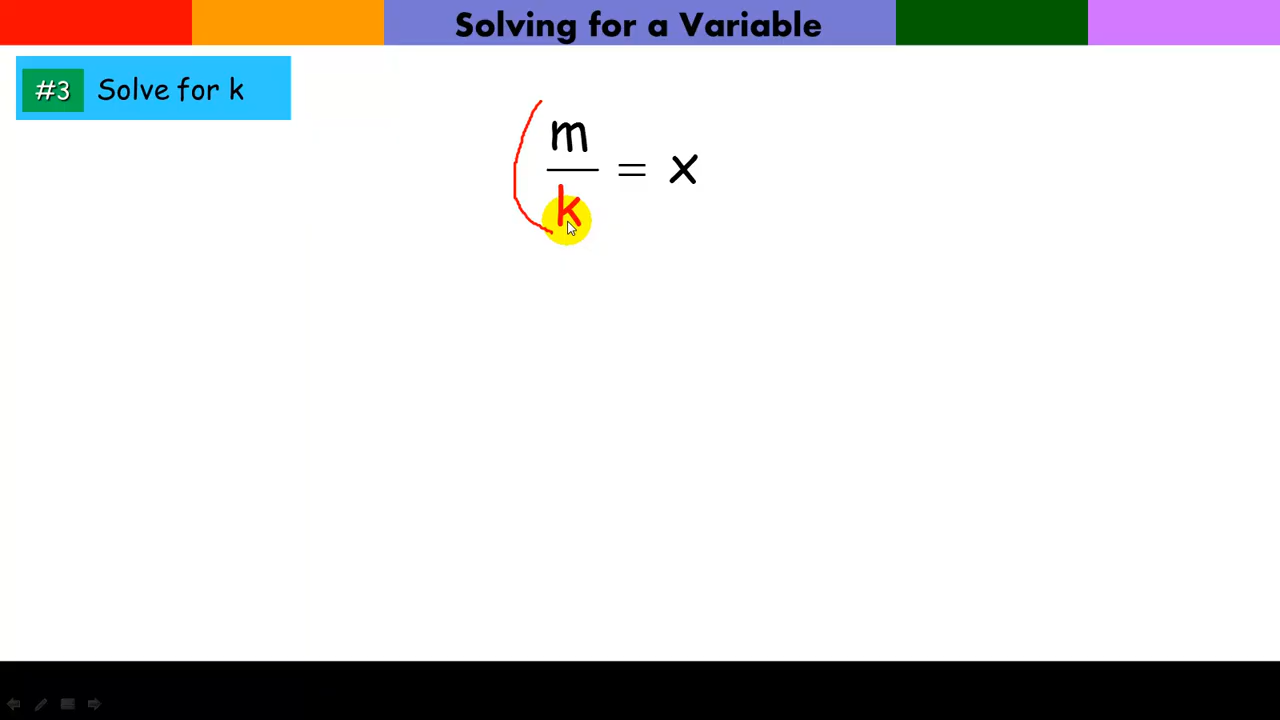 Solving for a Variable
#3 Solve for k
m
— = x
k